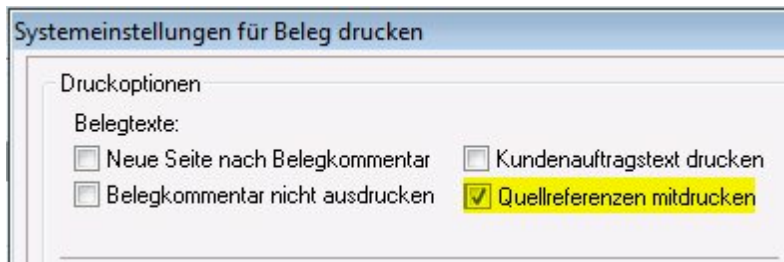 Systemeinstellungen für Beleg drucken
Druckoptionen
Belegtexte:
Neue Seite nach Belegkommentar
Kundenauftragstext drucken
Belegkommentar nicht ausdrucken
Quellreferenzen mitdrucken